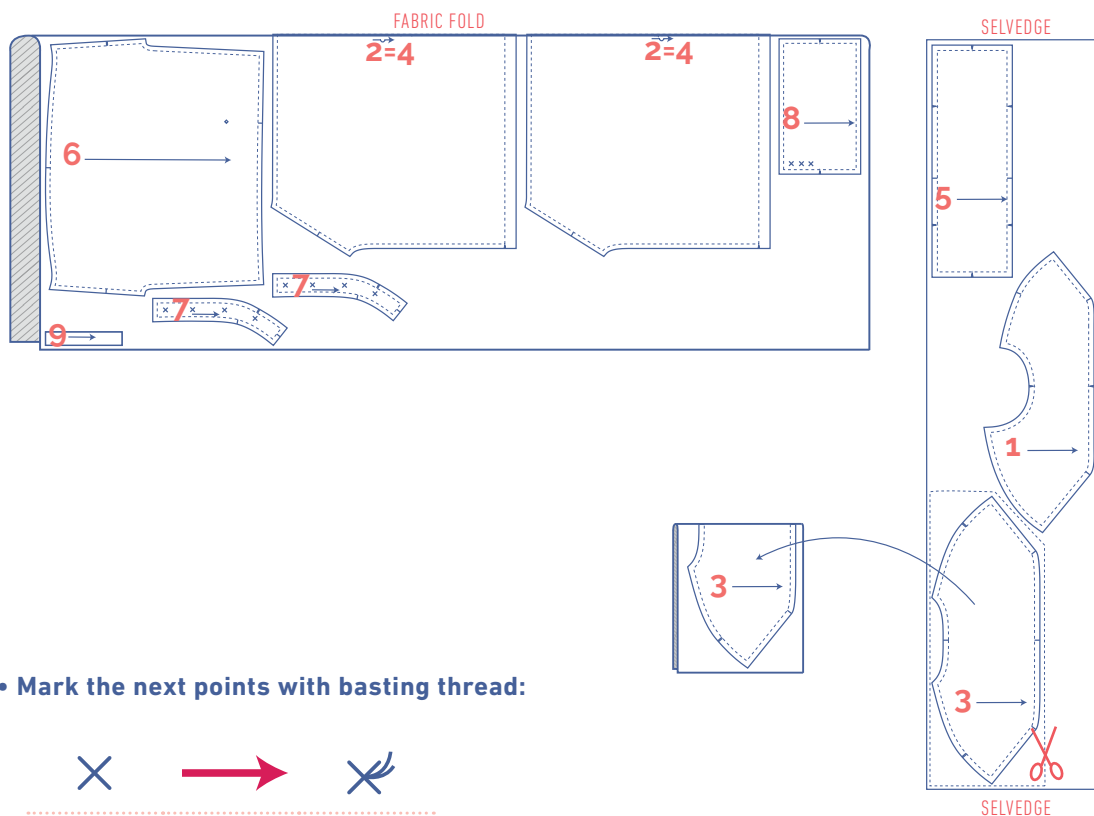 FABRIC FOLD
SELVEDGE
2=4
2=4
8
6
5
7
7
9
1
3
3
• Mark the next points with basting thread:
SELVEDGE